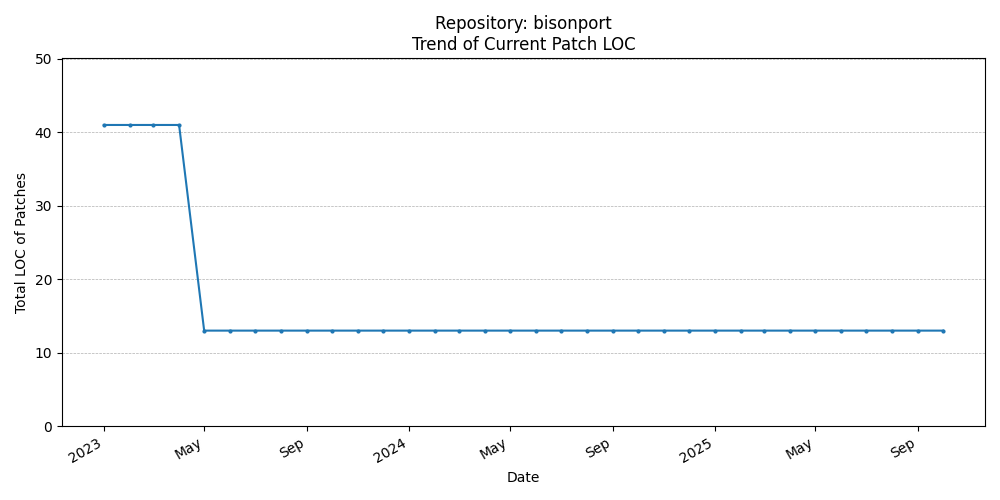 Repository: bisonport
Trend of Current Patch LOC
Total LOC of Patches
50
40
30
20
10
0
2023
May
Sep
2024
May
Sep
2025
May
Sep
Date